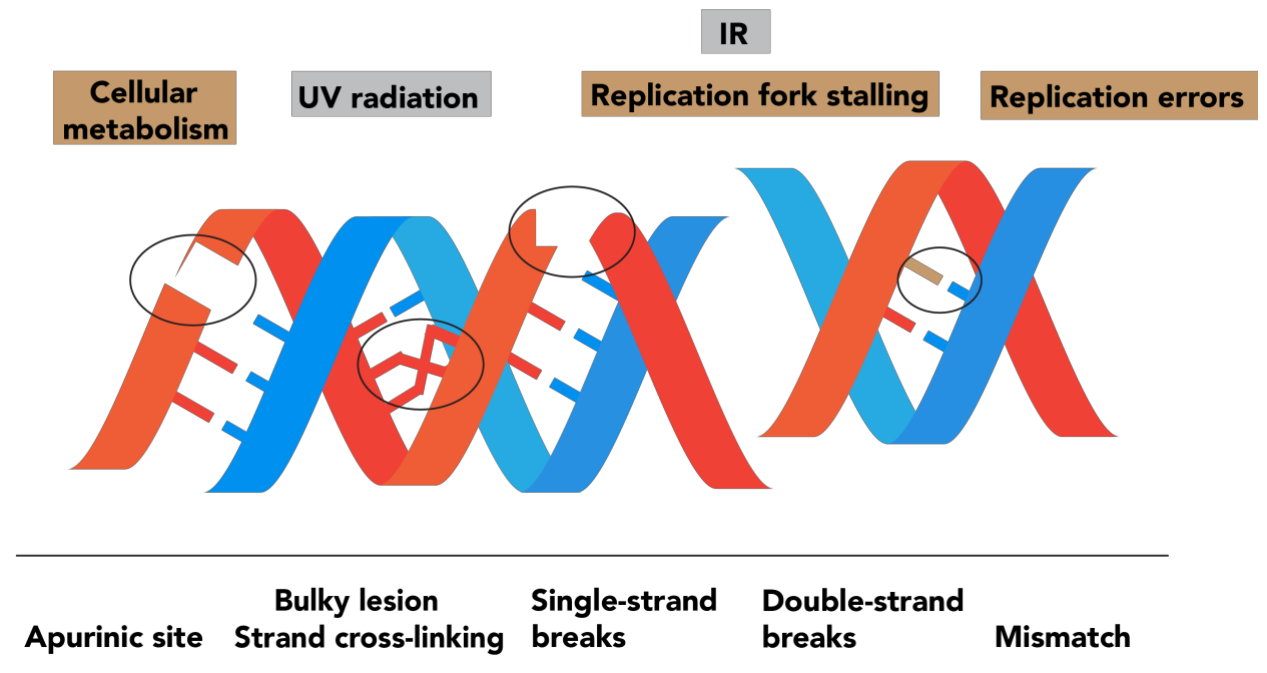 IR
Cellular
metabolism
UV radiation
Replication fork stalling
Replication errors
Apurinic site
Bulky lesion
Strand cross-linking
Single-strand
breaks
Double-strand
breaks
Mismatch